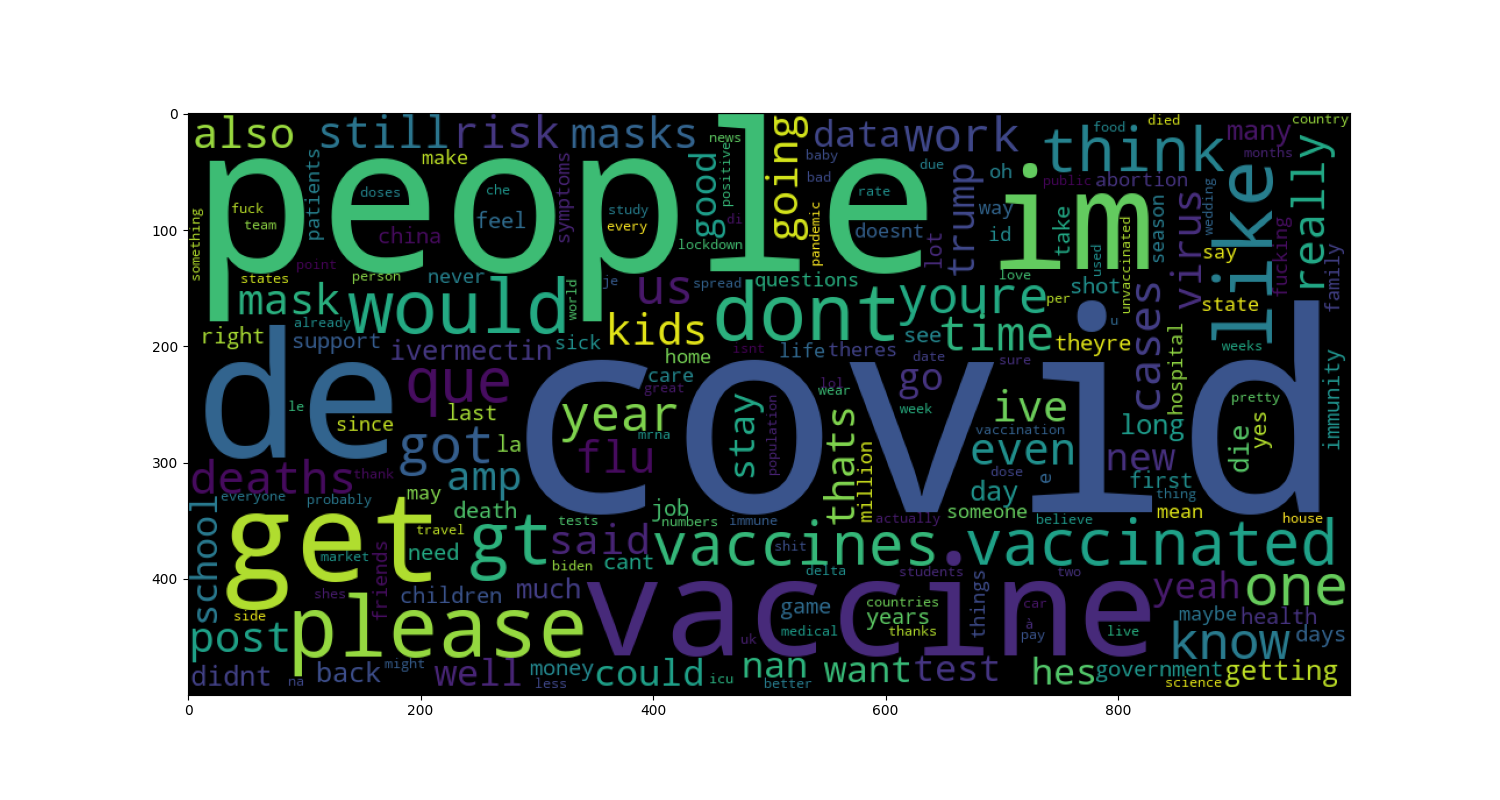 0
100
200
300
400
0 200 400 600 800
also
still
risk
masks
news
going
data
work
food
died
many
country
months
people
make
patients
doses
che
symptoms
positive
good
baby
bad
rate
due
oh
think
public
abortion
really
like
fuck
team
something
china
feel
study
every
di
lockdown
pandemic
doesnt
lot
trump
way
id
im
take
used
unvaccinated
season
virus
wedding
say
fucking
family
states
point
person
never
je
us
spread
questions
love
shot
mask
would
world
kids
dont
youre
per
u
state
right
already
support
ivermectin
sick
home
isnt
life
theres
see
time
theyre
cases
hospital
weeks
immunity
date
sure
de
le
que
care
great
lol
wear
go
covid
since
last
year
mrna
flu
stay
population
thats
million
week
ive
vaccination
even
long
die
yes
pretty
got
la
deaths
thank
amp
dose
e
new
everyone
probably
may
death
job
numbers
day
first
thing
someone
mean
house
school
get
travel
market
need
gt
tests
immune
actually
believe
said
vaccines
vaccinated
shit
biden
cant
delta
students
two
friends
shes
children
much
vaccine
yeah
one
side
please
game
countries
years
thanks
medical
things
car
à
pay
live
maybe
health
post
uk
know
days
didnt
na
back
might
well
money
less
could
icu
nan
better
want
test
hes
government
science
getting